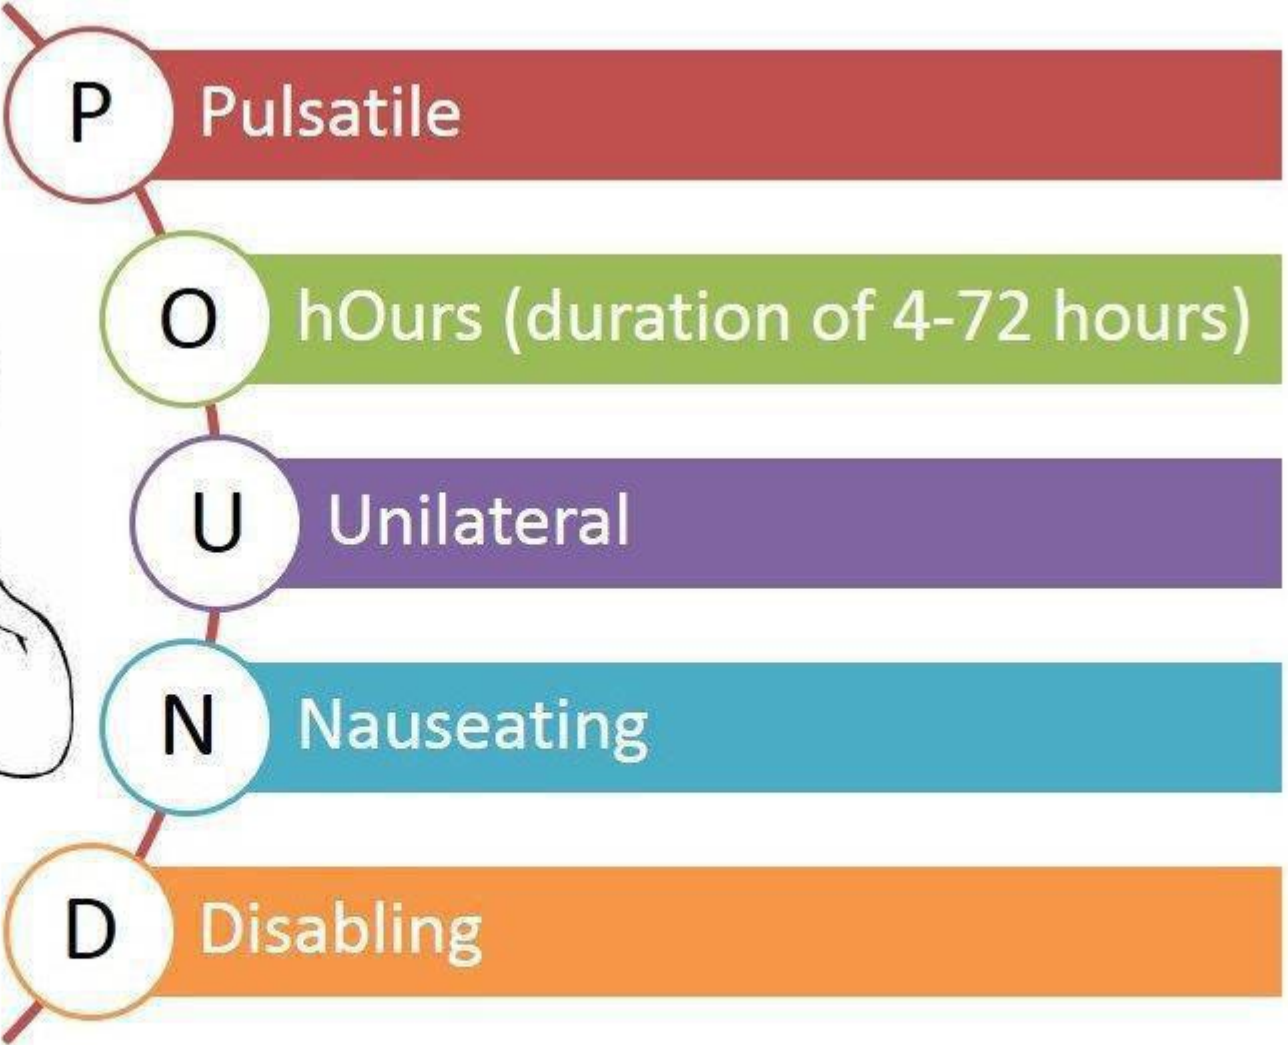 P Pulsatile
O hOurs (duration of 4-72 hours)
U Unilateral
N Nauseating
D Disabling